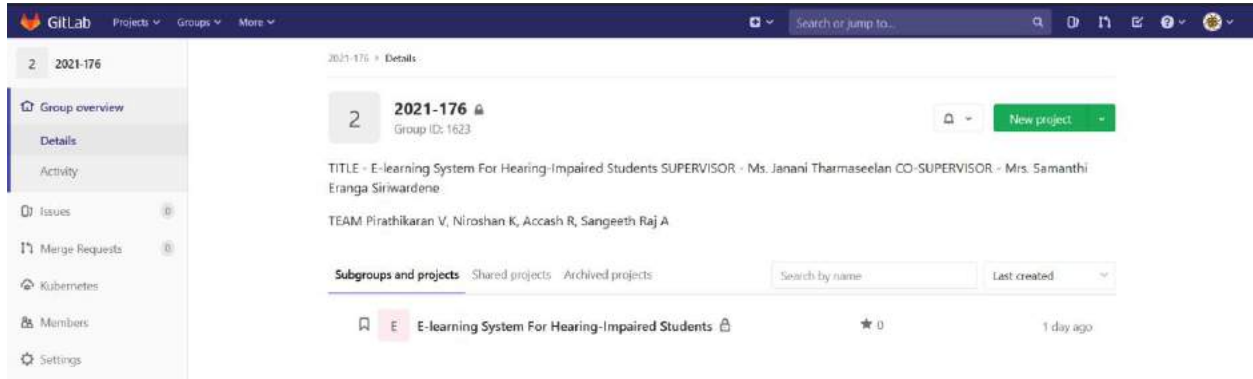 GitLab Projects Groups More Search or jump to...
2 2021-176
Group overview
Details
Activity
Issues 0
Merge Requests 0
Kubernetes
Members
Settings
2021-176 > Details
2 2021-176
Group ID: 1623
New project
TITLE - E-learning System For Hearing-Impaired Students SUPERVISOR - Ms. Janani Tharmaseelan CO-SUPERVISOR - Mrs. Samanthi
Eranga Siriwardene
TEAM Pirathikaran V, Niroshan K, Accash R, Sangeeth Raj A
Subgroups and projects Shared projects Archived projects Search by name Last created
E E-learning System For Hearing-Impaired Students 0 1 day ago